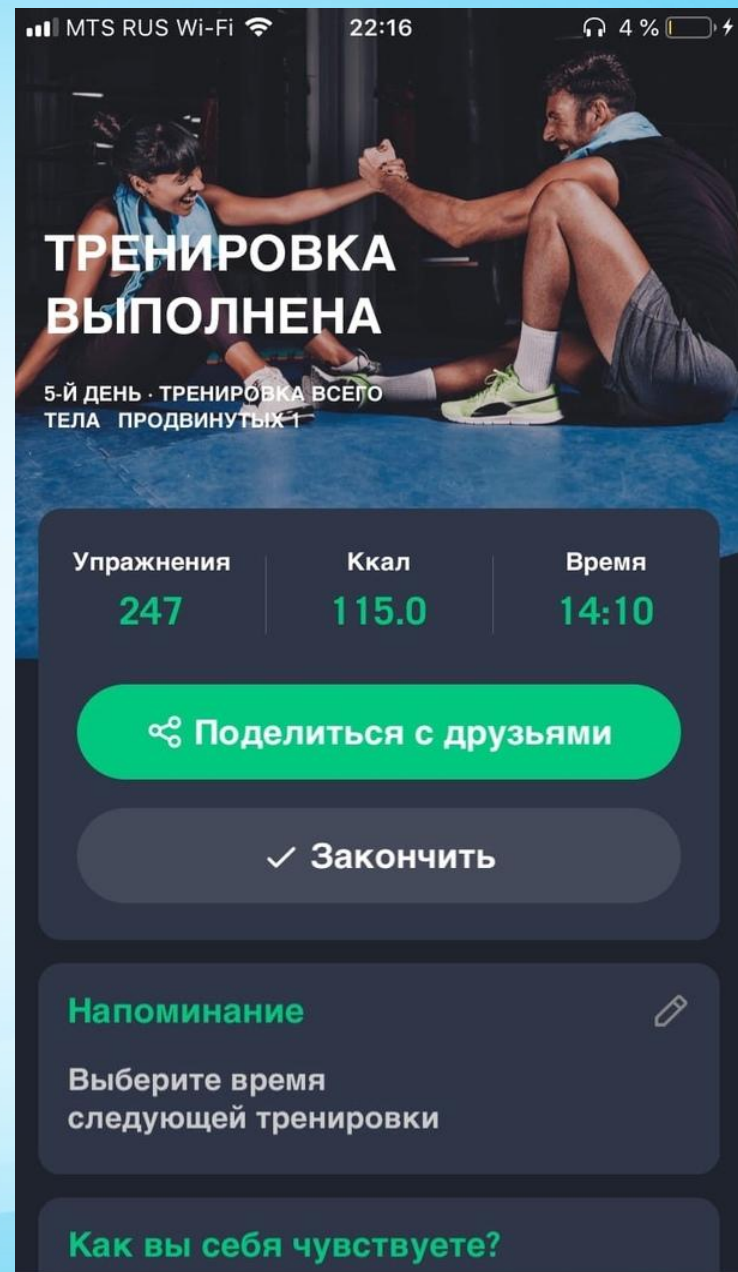 MTS RUS Wi-Fi 22:16 4 %
ТРЕНИРОВКА
ВЫПОЛНЕНА
5-Й ДЕНЬ · ТРЕНИРОВКА ВСЕГО
ТЕЛА ПРОДВИНУТЫХ 1
Упражнения Ккал Время
247 115.0 14:10
Поделиться с друзьями
Закончить
Напоминание
Выберите время
следующей тренировки
Как вы себя чувствуете?